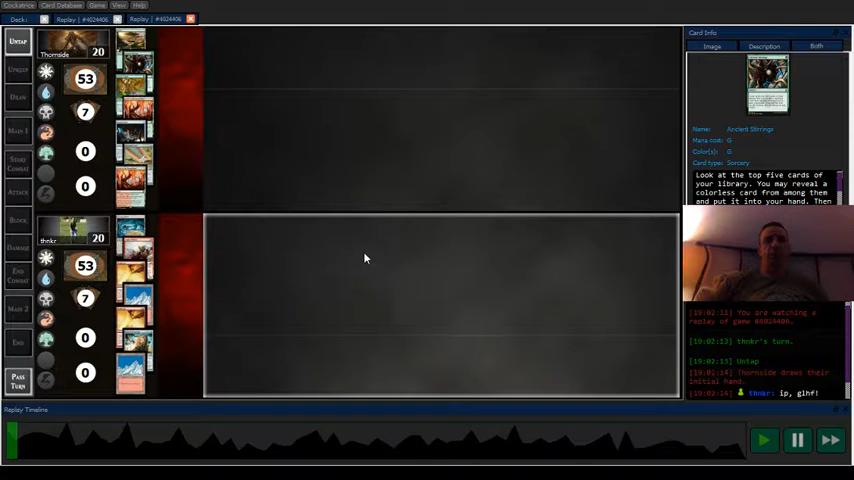 Cockatrice Card Database Game View Help
Deck: Replay | #4024406 Replay | #4024406
Untap
Upkeep
Draw
Main 1
Start Combat
Attack
Block
Damage
End Combat
Main 2
End
Pass Turn
Thornside 20
53
7
0
0
thnkr 20
53
7
0
0
Card Info
Image Description Both
Name: Ancient Stirrings
Mana cost: G
Color(s): G
Card type: Sorcery
Look at the top five cards of
your library. You may reveal a
colorless card from among them
and put it into your hand. Then
[19:02:11] You are watching a
replay of game #4024406.
[19:02:13] thnkr's turn.
[19:02:13] Untap
[19:02:14] Thornside draws their
initial hand.
[19:02:16] thnkr: ip, glhf!
Replay Timeline